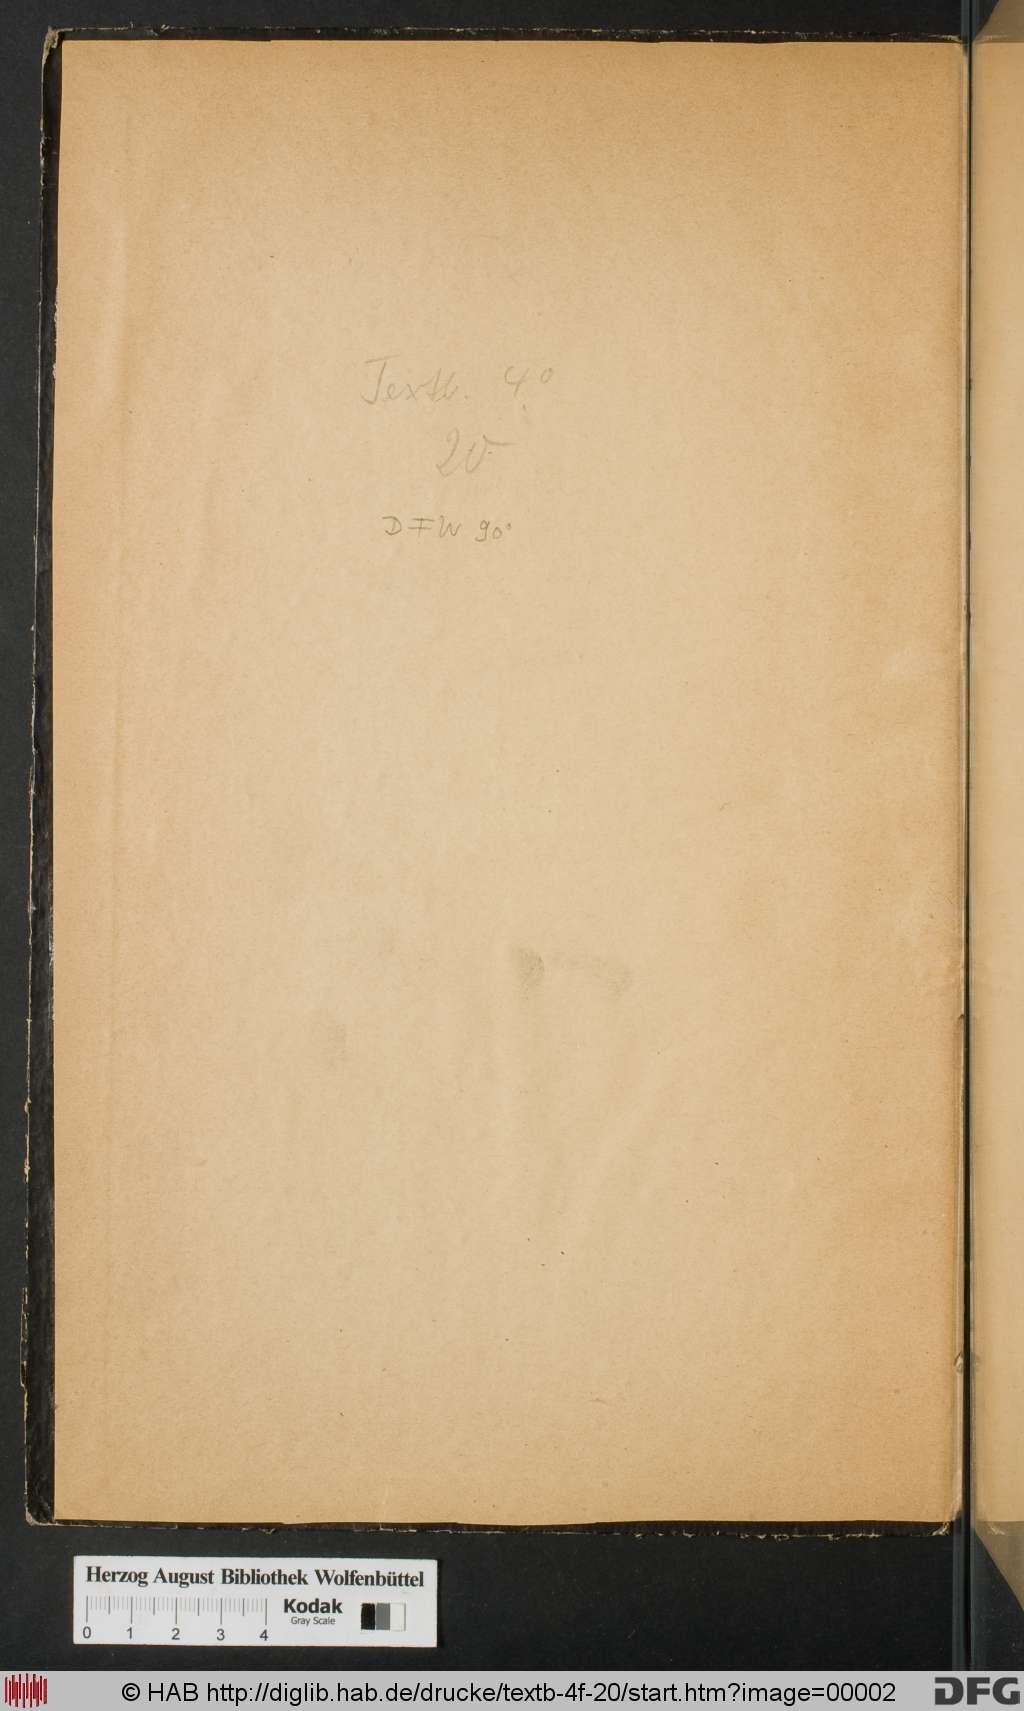 Textb. 4°
20
DFW 90°
Herzog August Bibliothek Wolfenbüttel
Kodak
Gray Scale
0 1 2 3 4
© HAB http://diglib.hab.de/drucke/textb-4f-20/start.htm?image=00002
DFG